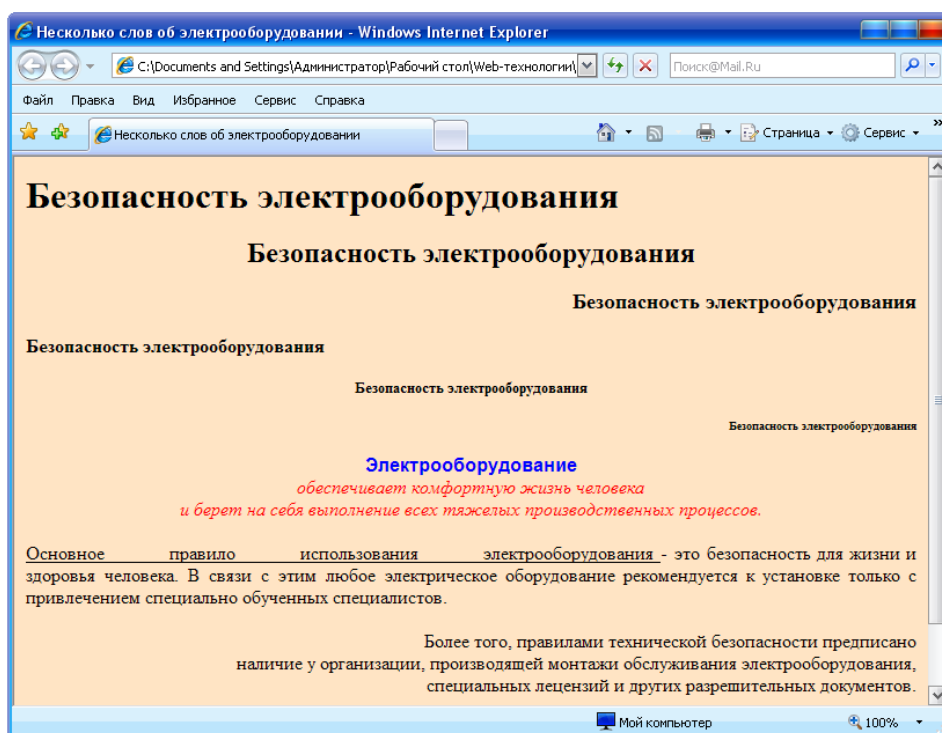 Несколько слов об электрооборудовании - Windows Internet Explorer
C:\Documents and Settings\Администратор\Рабочий стол\Web-технологии\
Поиск@Mail.Ru
Файл Правка Вид Избранное Сервис Справка
Несколько слов об электрооборудовании
Страница Сервис »
Безопасность электрооборудования
Безопасность электрооборудования
Безопасность электрооборудования
Безопасность электрооборудования
Безопасность электрооборудования
Безопасность электрооборудования
Электрооборудование
обеспечивает комфортную жизнь человека
и берет на себя выполнение всех тяжелых производственных процессов.
Основное правило использования электрооборудования - это безопасность для жизни и
здоровья человека. В связи с этим любое электрическое оборудование рекомендуется к установке только с
привлечением специально обученных специалистов.
Более того, правилами технической безопасности предписано
наличие у организации, производящей монтажи обслуживания электрооборудования,
специальных лецензий и других разрешительных документов.
Мой компьютер 100%